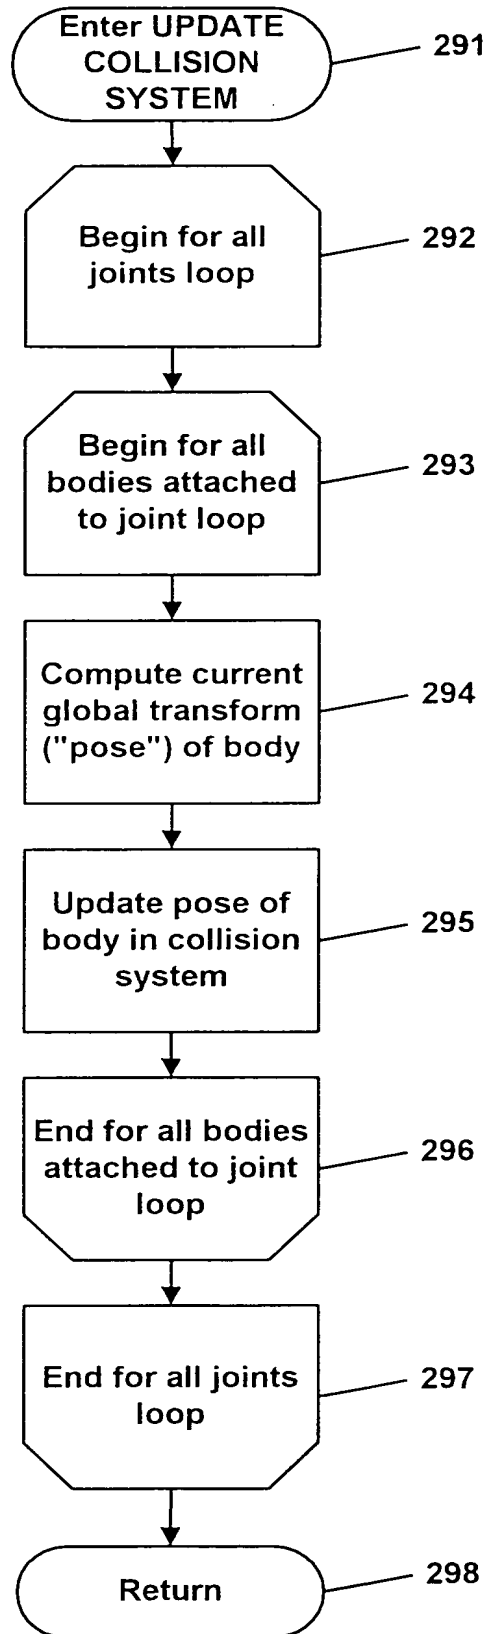 Enter UPDATE
COLLISION
SYSTEM
291
Begin for all
joints loop
292
Begin for all
bodies attached
to joint loop
293
Compute current
global transform
("pose") of body
294
Update pose of
body in collision
system
295
End for all bodies
attached to joint
loop
296
End for all joints
loop
297
Return
298